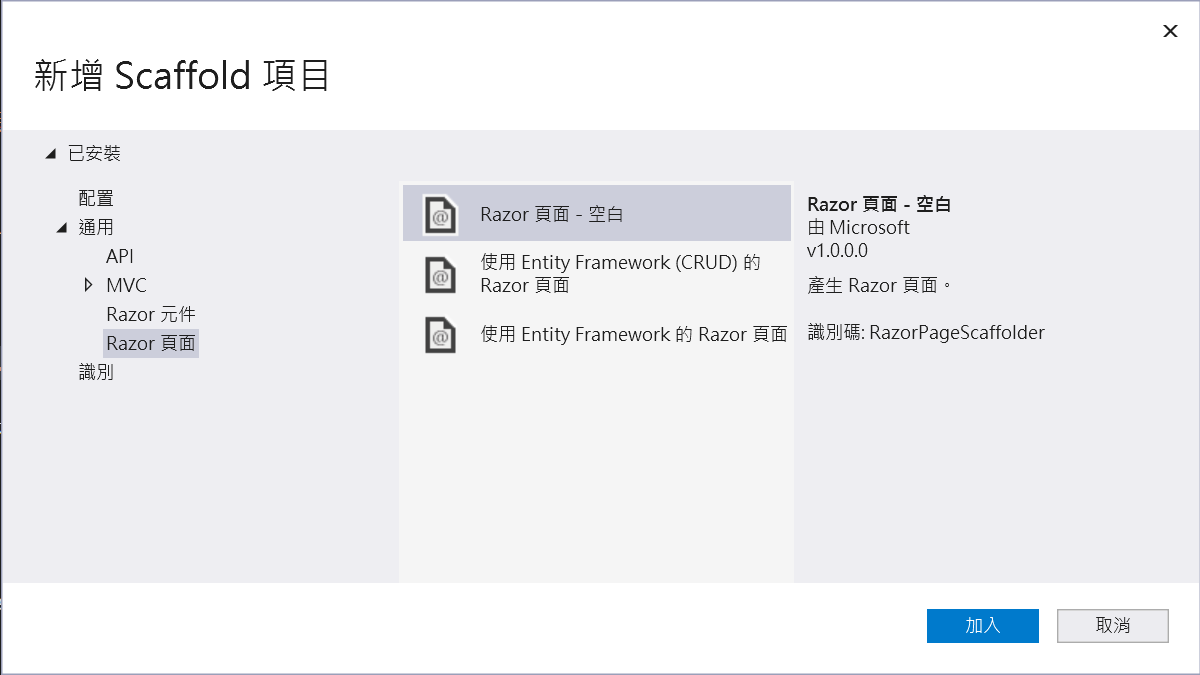 新增 Scaffold 項目
已安裝
配置
通用
API
MVC
Razor 元件
Razor 頁面
識別
Razor 頁面 - 空白
使用 Entity Framework (CRUD) 的
Razor 頁面
使用 Entity Framework 的 Razor 頁面
Razor 頁面 - 空白
由 Microsoft
v1.0.0.0
產生 Razor 頁面。
識別碼: RazorPageScaffolder
加入
取消